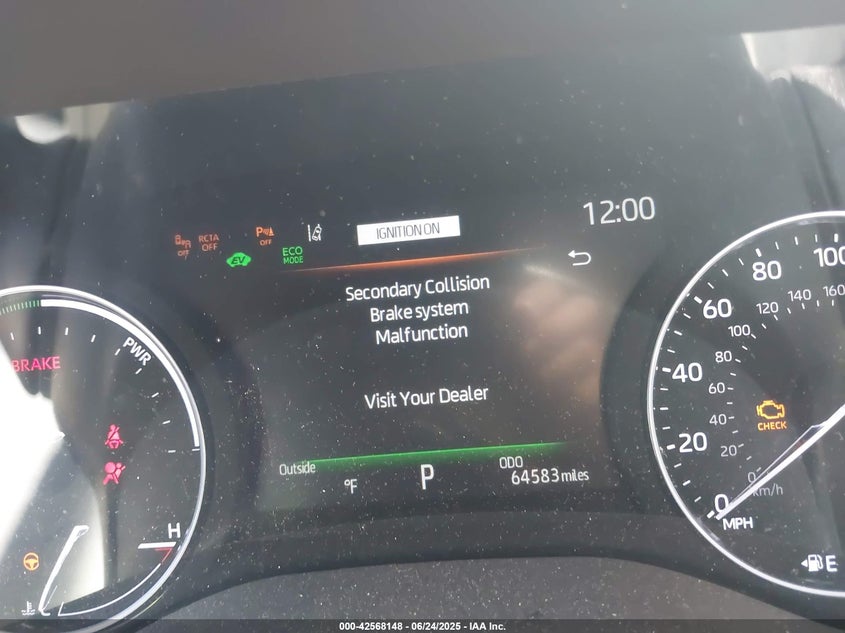 12:00
IGNITION ON
RCTA
OFF
OFF
P
OFF
EV
ECO
MODE
Secondary Collision
Brake system
Malfunction
Visit Your Dealer
Outside
°F
P
ODO
64583 miles
BRAKE
PWR
H
C
100
80
60
40
20
0
MPH
160
140
120
100
80
60
40
20
0
km/h
CHECK
E
000-42568148 - 06/24/2025 - IAA Inc.